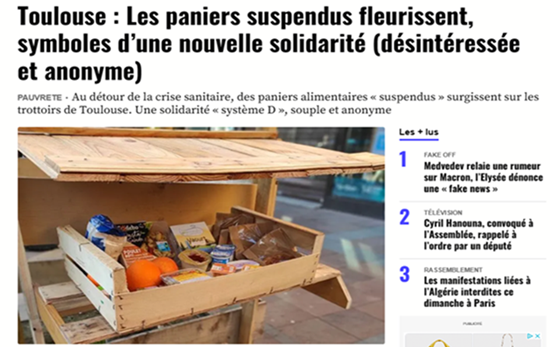 Toulouse : Les paniers suspendus fleurissent,
symboles d’une nouvelle solidarité (désintéressée
et anonyme)
PAUVRETE - Au détour de la crise sanitaire, des paniers alimentaires « suspendus » surgissent sur les
trottoirs de Toulouse. Une solidarité « système D », souple et anonyme
Les + lus
1
FAKE OFF
Medvedev relaie une rumeur
sur Macron, l’Elysée dénonce
une « fake news »
2
TÉLÉVISION
Cyril Hanouna, convoqué à
l’Assemblée, rappelé à
l’ordre par un député
3
RASSEMBLEMENT
Les manifestations liées à
l’Algérie interdites ce
dimanche à Paris
PUBLICITÉ